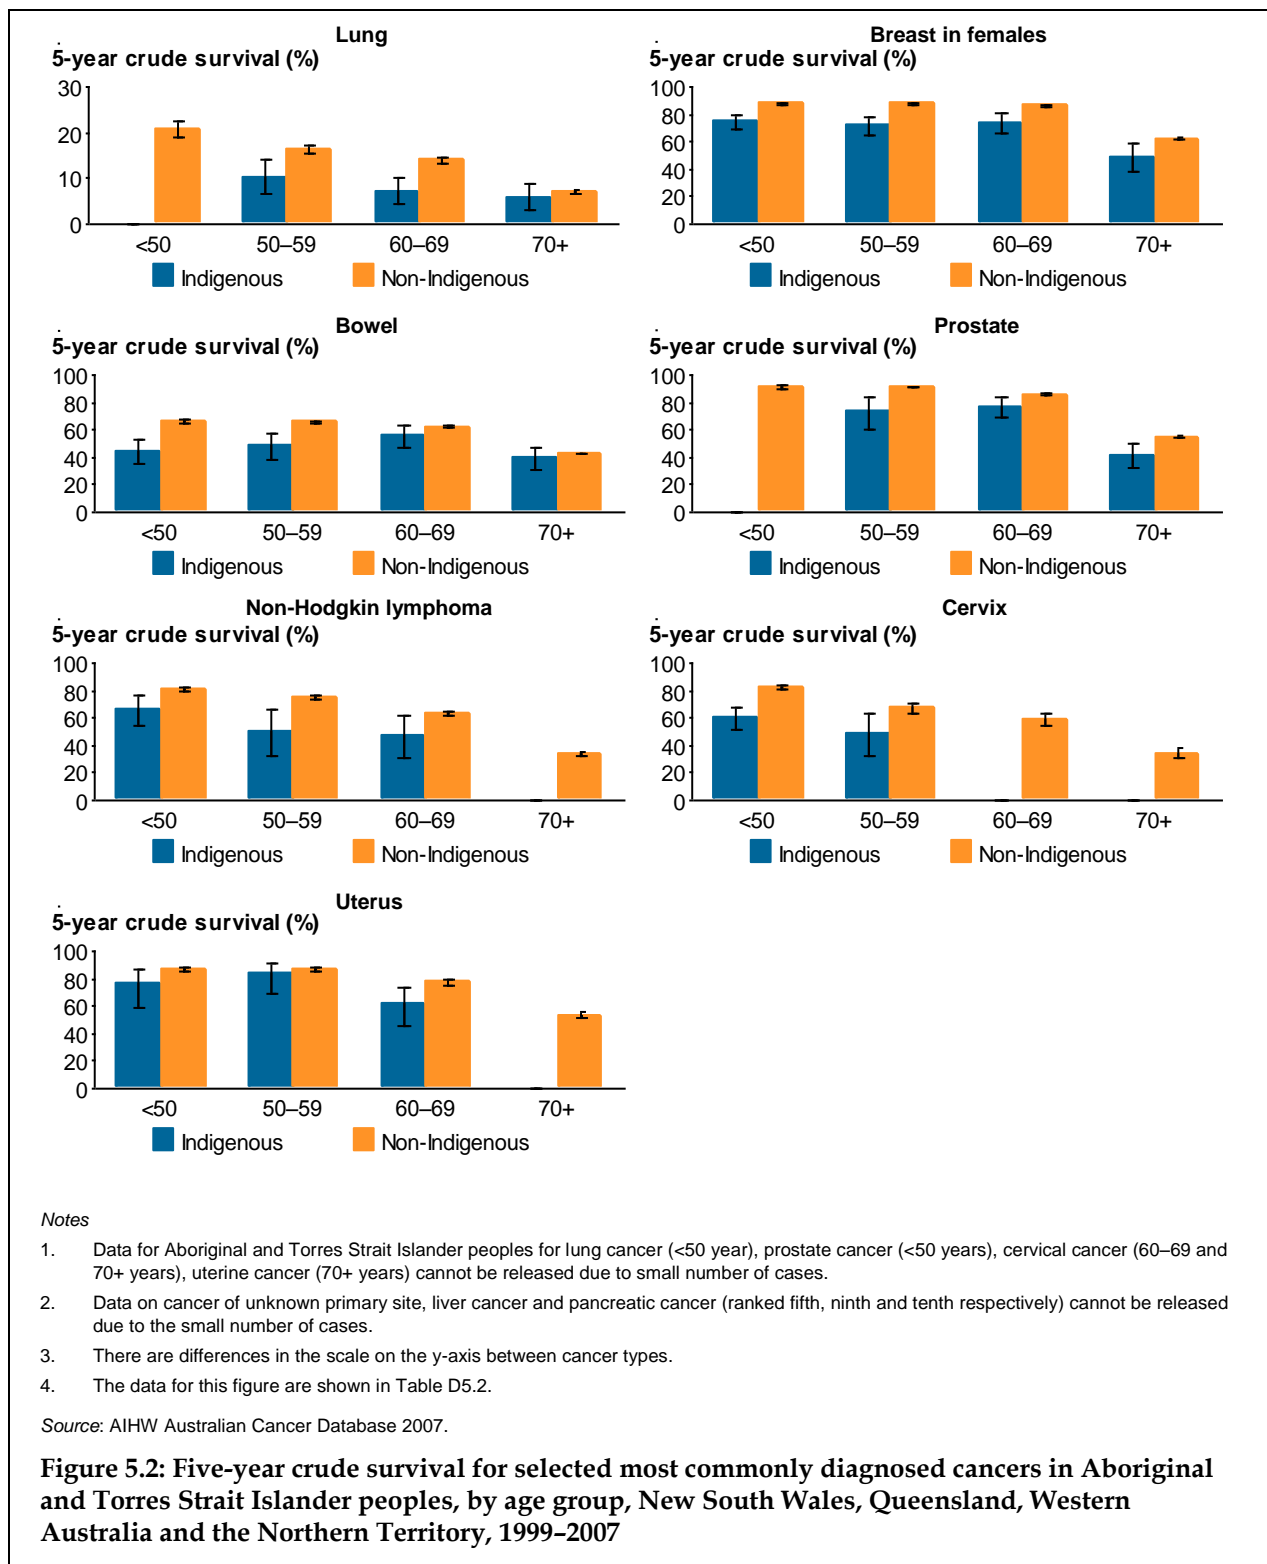 Lung
5-year crude survival (%)
30
20
10
0
<50 50–59 60–69 70+
Indigenous Non-Indigenous
Breast in females
5-year crude survival (%)
100
80
60
40
20
0
<50 50–59 60–69 70+
Indigenous Non-Indigenous
Bowel
5-year crude survival (%)
100
80
60
40
20
0
<50 50–59 60–69 70+
Indigenous Non-Indigenous
Prostate
5-year crude survival (%)
100
80
60
40
20
0
<50 50–59 60–69 70+
Indigenous Non-Indigenous
Non-Hodgkin lymphoma
5-year crude survival (%)
100
80
60
40
20
0
<50 50–59 60–69 70+
Indigenous Non-Indigenous
Cervix
5-year crude survival (%)
100
80
60
40
20
0
<50 50–59 60–69 70+
Indigenous Non-Indigenous
Uterus
5-year crude survival (%)
100
80
60
40
20
0
<50 50–59 60–69 70+
Indigenous Non-Indigenous
Notes
1. Data for Aboriginal and Torres Strait Islander peoples for lung cancer (<50 year), prostate cancer (<50 years), cervical cancer (60–69 and
70+ years), uterine cancer (70+ years) cannot be released due to small number of cases.
2. Data on cancer of unknown primary site, liver cancer and pancreatic cancer (ranked fifth, ninth and tenth respectively) cannot be released
due to the small number of cases.
3. There are differences in the scale on the y-axis between cancer types.
4. The data for this figure are shown in Table D5.2.
Source: AIHW Australian Cancer Database 2007.
Figure 5.2: Five-year crude survival for selected most commonly diagnosed cancers in Aboriginal
and Torres Strait Islander peoples, by age group, New South Wales, Queensland, Western
Australia and the Northern Territory, 1999–2007